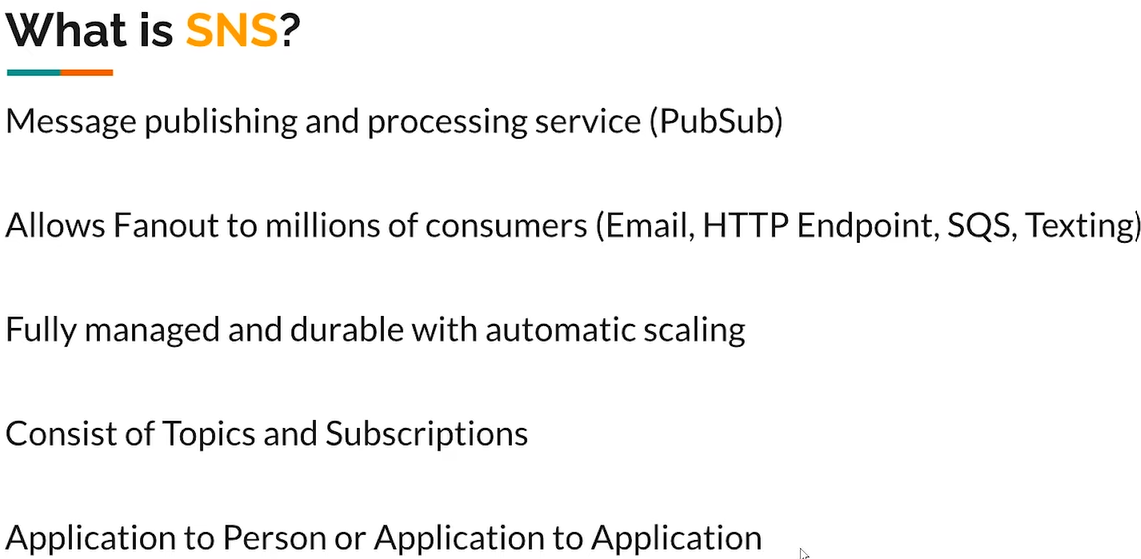 What is SNS?
Message publishing and processing service (PubSub)
Allows Fanout to millions of consumers (Email, HTTP Endpoint, SQS, Texting)
Fully managed and durable with automatic scaling
Consist of Topics and Subscriptions
Application to Person or Application to Application